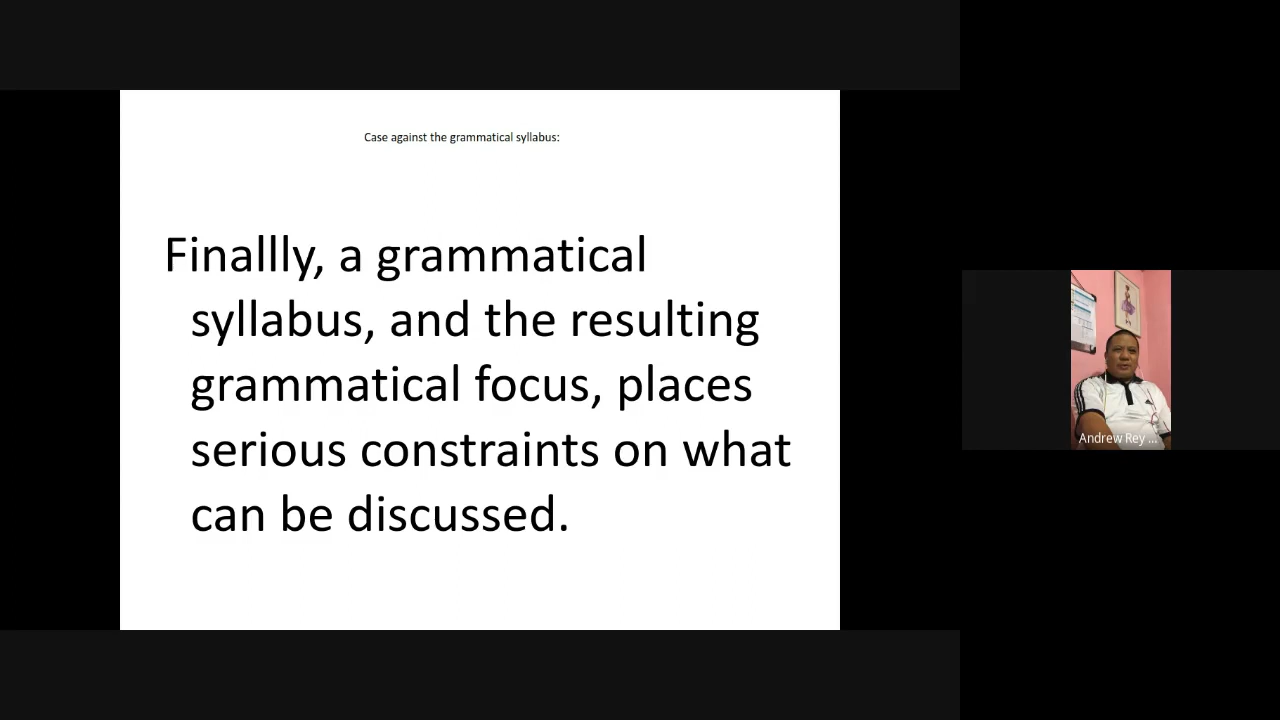 Case against the grammatical syllabus:
Finallly, a grammatical
syllabus, and the resulting
grammatical focus, places
serious constraints on what
can be discussed.
Andrew Rey ...